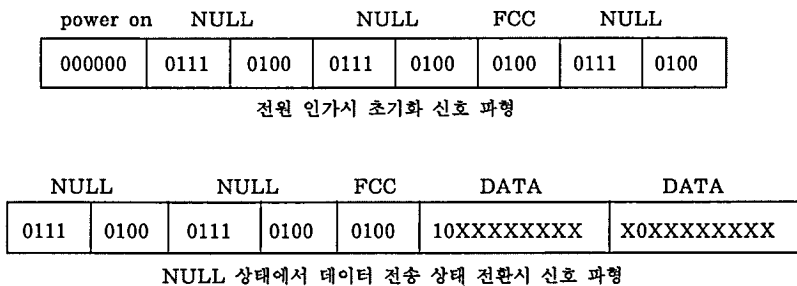 power on NULL NULL FCC NULL
000000 0111 0100 0111 0100 0100 0111 0100
전원 인가시 초기화 신호 파형
NULL NULL FCC DATA DATA
0111 0100 0111 0100 0100 10XXXXXXXX X0XXXXXXXX
NULL 상태에서 데이터 전송 상태 전환시 신호 파형